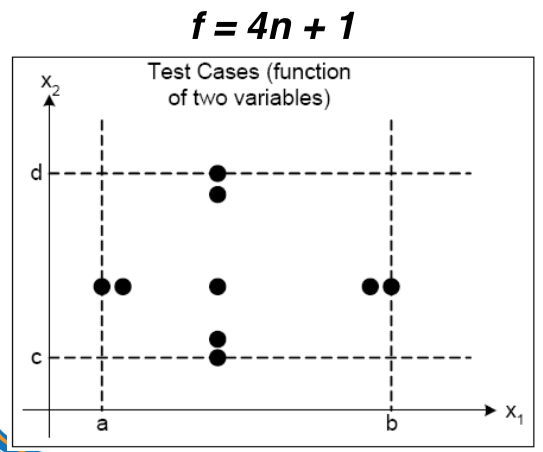 f = 4n + 1
Test Cases (function
of two variables)
x2
d
c
a
b
x1